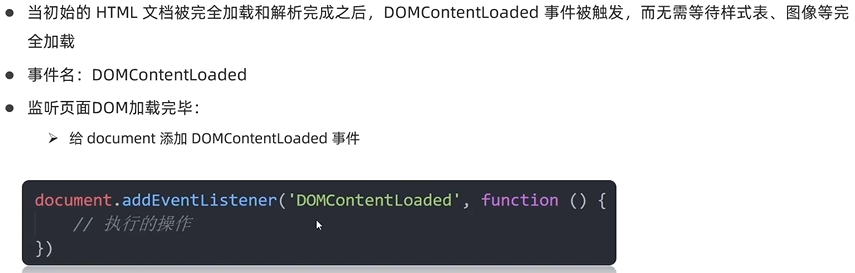 当初始的 HTML 文档被完全加载和解析完成之后，DOMContentLoaded 事件被触发，而无需等待样式表、图像等完
全加载
事件名：DOMContentLoaded
监听页面DOM加载完毕：
给 document 添加 DOMContentLoaded 事件
document.addEventListener('DOMContentLoaded', function () {
// 执行的操作
})